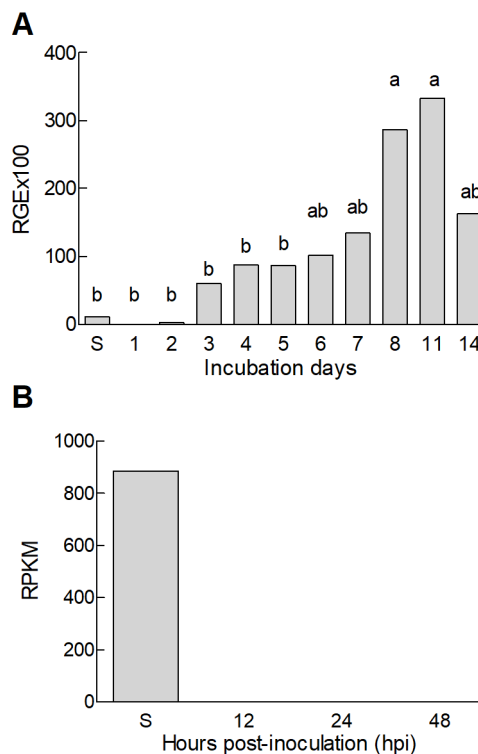 A
400
300
200
100
0
RGEx100
b b b b b b ab ab a a
S 1 2 3 4 5 6 7 8 11 14
Incubation days
B
1000
800
600
400
200
0
RPKM
S 12 24 48
Hours post-inoculation (hpi)